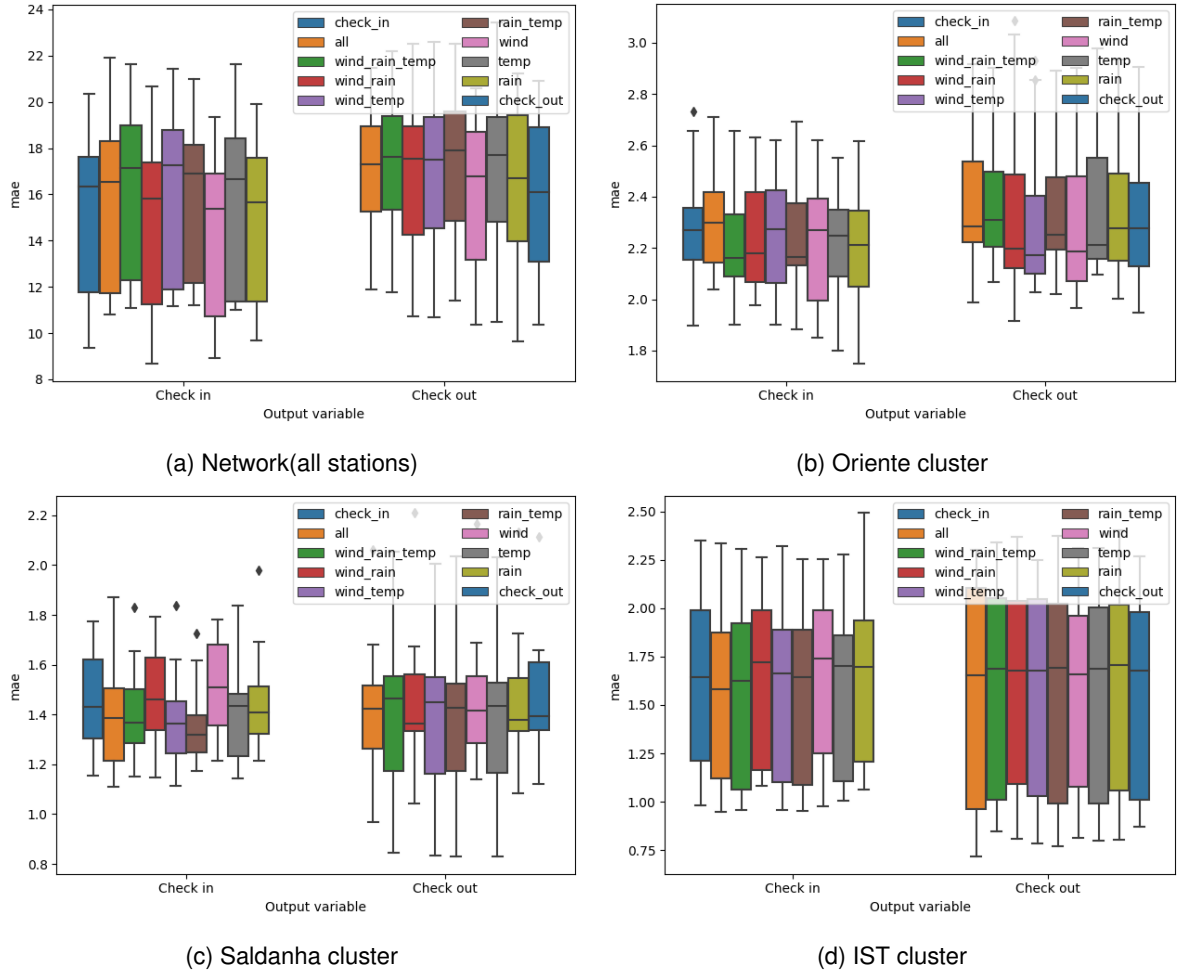 24
22
20
18
16
14
12
10
8
mae
check_in
all
wind_rain_temp
wind_rain
wind_temp
rain_temp
wind
temp
rain
check_out
Check in
Check out
Output variable
(a) Network(all stations)
3.0
2.8
2.6
2.4
2.2
2.0
1.8
mae
check_in
all
wind_rain_temp
wind_rain
wind_temp
rain_temp
wind
temp
rain
check_out
Check in
Check out
Output variable
(b) Oriente cluster
2.2
2.0
1.8
1.6
1.4
1.2
1.0
0.8
mae
check_in
all
wind_rain_temp
wind_rain
wind_temp
rain_temp
wind
temp
rain
check_out
Check in
Check out
Output variable
(c) Saldanha cluster
2.50
2.25
2.00
1.75
1.50
1.25
1.00
0.75
mae
check_in
all
wind_rain_temp
wind_rain
wind_temp
rain_temp
wind
temp
rain
check_out
Check in
Check out
Output variable
(d) IST cluster